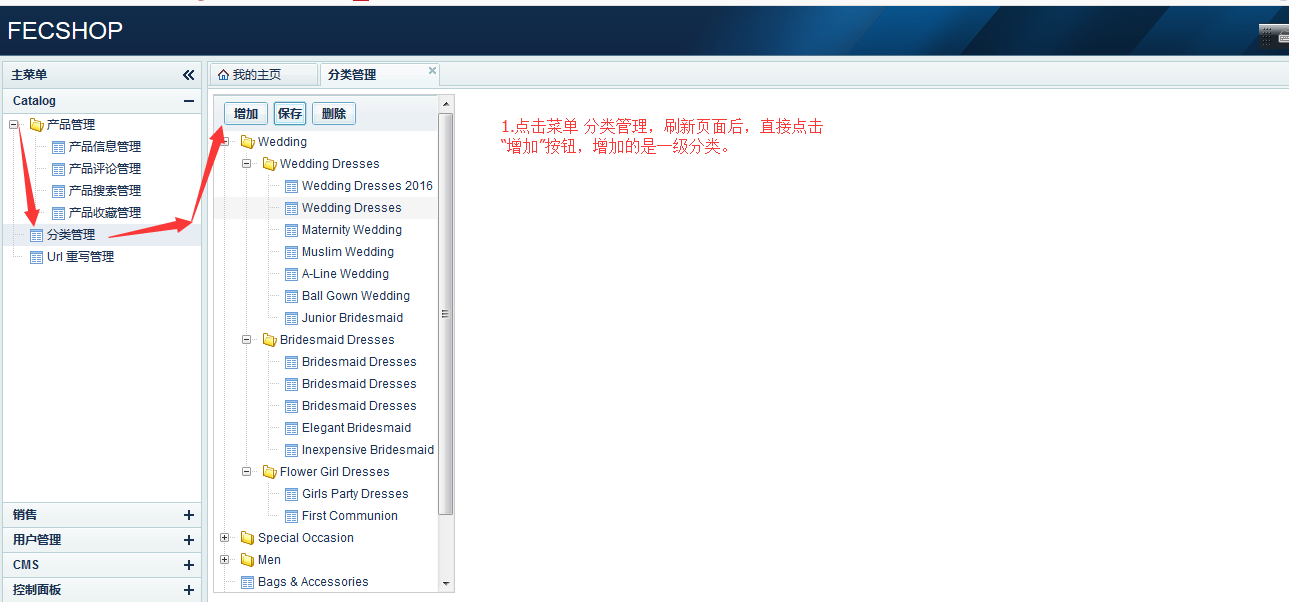 FECSHOP
主菜单
我的主页
分类管理
Catalog
产品管理
产品信息管理
产品评论管理
产品搜索管理
产品收藏管理
分类管理
Url 重写管理
销售
用户管理
CMS
控制面板
增加 保存 删除
Wedding
Wedding Dresses
Wedding Dresses 2016
Wedding Dresses
Maternity Wedding
Muslim Wedding
A-Line Wedding
Ball Gown Wedding
Junior Bridesmaid
Bridesmaid Dresses
Bridesmaid Dresses
Bridesmaid Dresses
Bridesmaid Dresses
Elegant Bridesmaid
Inexpensive Bridesmaid
Flower Girl Dresses
Girls Party Dresses
First Communion
Special Occasion
Men
Bags & Accessories
1.点击菜单 分类管理，刷新页面后，直接点击
“增加”按钮，增加的是一级分类。